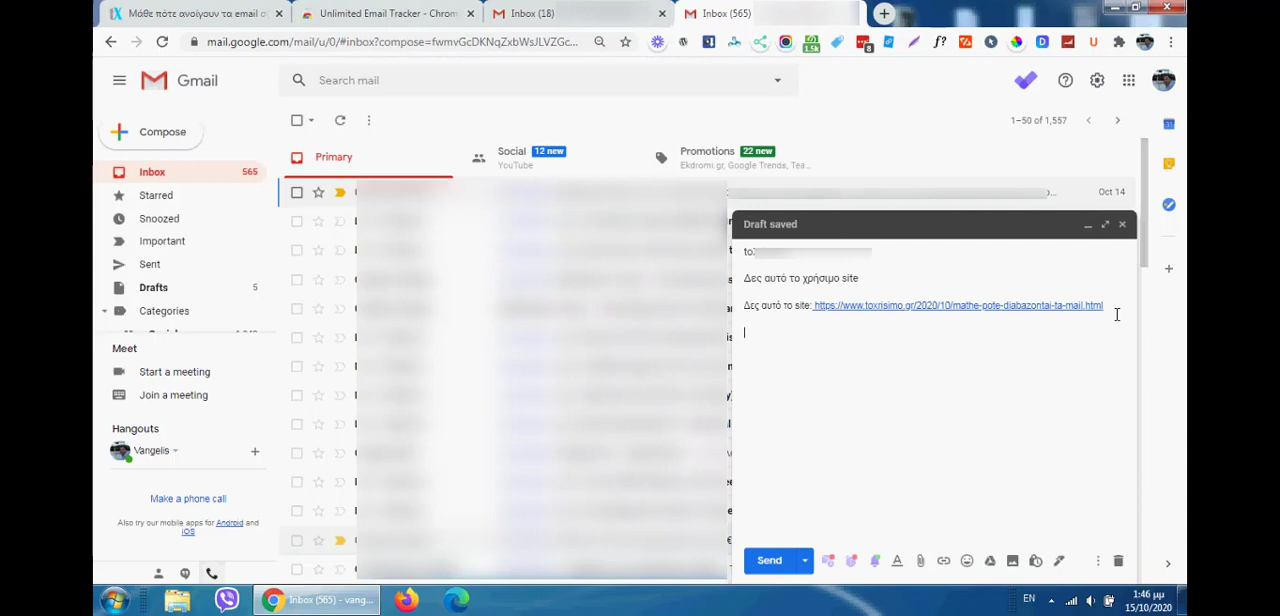 Μάθε πότε ανοίγουν τα email σ
Unlimited Email Tracker - Chrom
Inbox (18)
Inbox (565)
mail.google.com/mail/u/0/#inbox?compose=fwmvGcDKNqZxbWsJLVZGc...
1.5k
8
f?
Gmail
Search mail
Compose
1–50 of 1,557
Primary
Social 12 new
YouTube
Promotions 22 new
Ekdromi.gr, Google Trends, Tea...
Inbox 565
Starred
Snoozed
Important
Sent
Drafts 5
Categories
Oct 14
Draft saved
Δες αυτό το χρήσιμο site
Δες αυτό το site: https://www.toxrisimo.gr/2020/10/mathe-pote-diabazontai-ta-mail.html
Meet
Start a meeting
Join a meeting
Hangouts
Vangelis
Make a phone call
Also try our mobile apps for Android and
iOS
Send
Inbox (565) - vang...
EN
1:46 μμ
15/10/2020